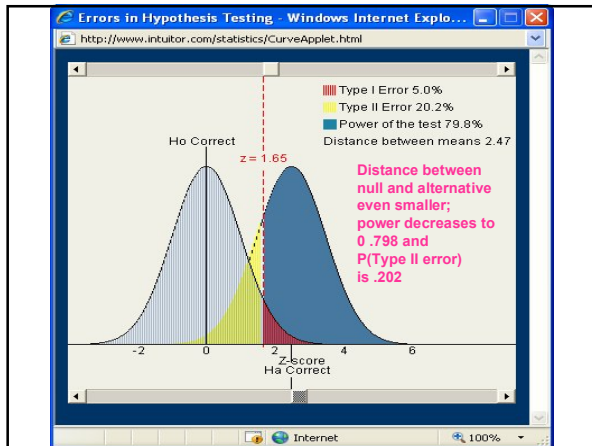 Errors in Hypothesis Testing - Windows Internet Explo...
http://www.intuitor.com/statistics/CurveApplet.html
Type I Error 5.0%
Type II Error 20.2%
Power of the test 79.8%
Distance between means 2.47
Ho Correct
z = 1.65
Distance between
null and alternative
even smaller;
power decreases to
0 .798 and
P(Type II error)
is .202
-2 0 2 4 6
Z-score
Ha Correct
Internet 100%